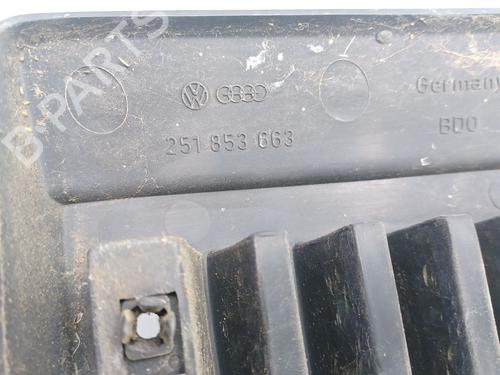 B-PARTS
251 853 663
Germany
BDO